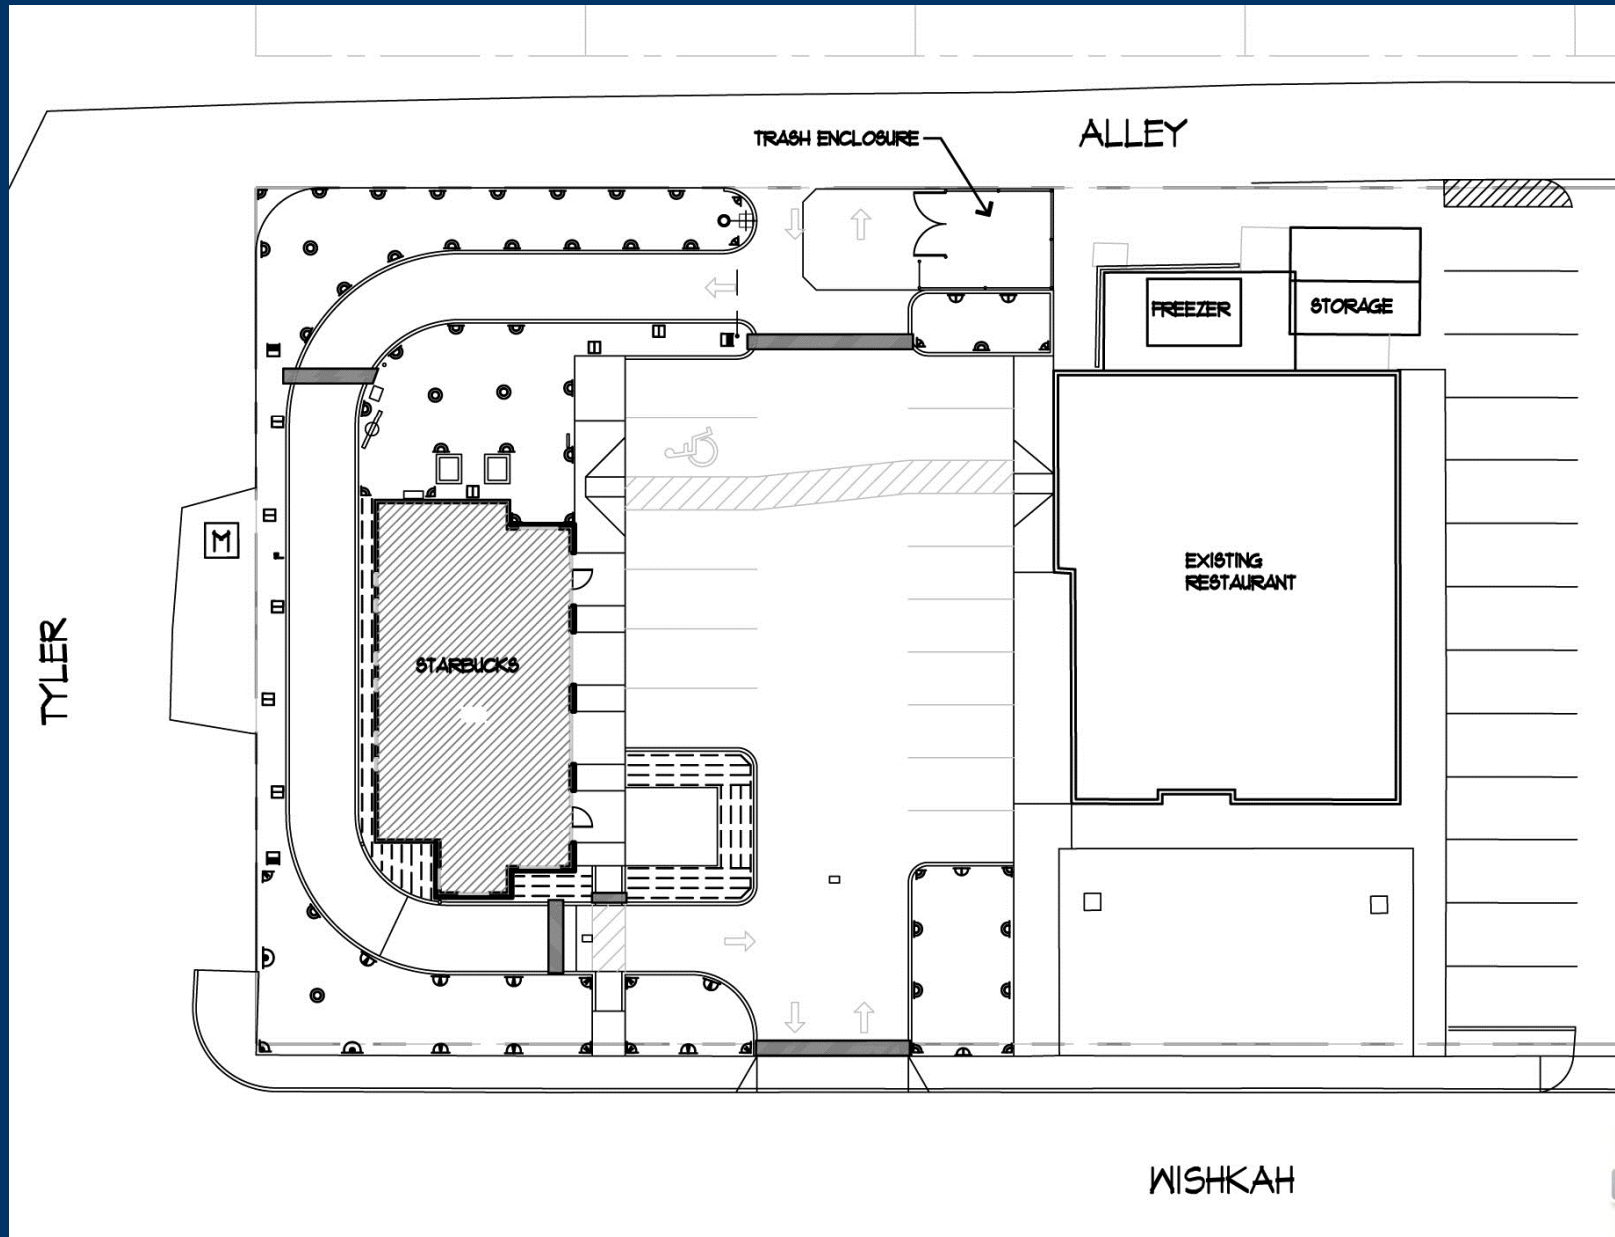 ALLEY
TRASH ENCLOSURE
FREEZER
STORAGE
M
EXISTING
RESTAURANT
STARBUCKS
TYLER
WISHKAH